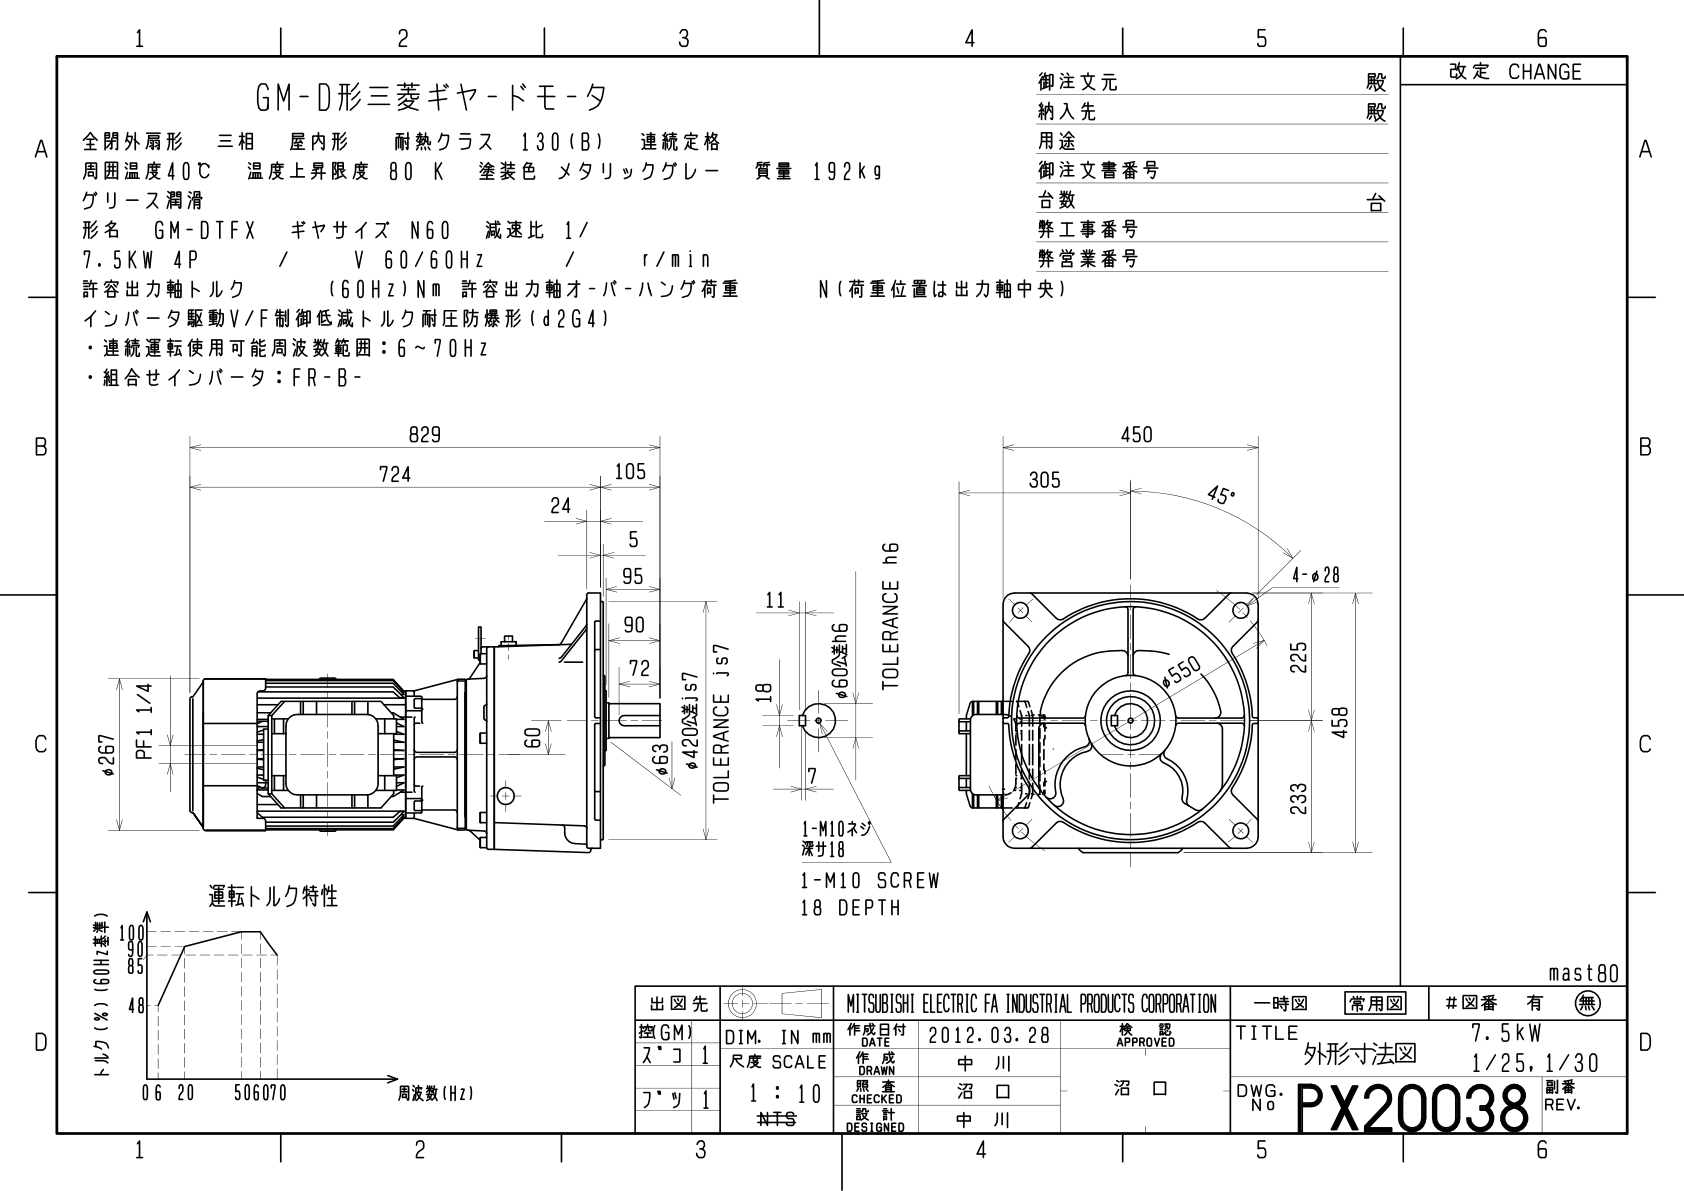 1 2 3 4 5 6
A A
B B
C C
D D
改定 CHANGE
GM-D形三菱ギヤ-ドモ-タ
全閉外扇形 三相 屋内形 耐熱クラス 130(B) 連続定格
周囲温度40℃ 温度上昇限度 80 K 塗装色 メタリックグレー 質量 192kg
グリース潤滑
形名 GM-DTFX ギヤサイズ N60 減速比 1/
7.5KW 4P / V 60/60Hz / r/min
許容出力軸トルク (60Hz)Nm 許容出力軸オ-バ-ハング荷重 N(荷重位置は出力軸中央)
インバータ駆動V/F制御低減トルク耐圧防爆形(d2G4)
・連続運転使用可能周波数範囲:6~70Hz
・組合せインバータ:FR-B-
御注文元 殿
納入先 殿
用途
御注文書番号
台数 台
弊工事番号
弊営業番号
829
724
105
24
5
95
90
72
60
φ63
φ420公差js7
TOLERANCE js7
φ267
PF1 1/4
11
18
7
φ60公差h6
TOLERANCE h6
1-M10ネジ
深サ18
1-M10 SCREW
18 DEPTH
450
305
45°
4-φ28
φ550
225
458
233
運転トルク特性
トルク(%)(60Hz基準)
100
90
85
48
0 6 20 50 60 70
周波数(Hz)
mast80
出図先
控(GM)
ズコ 1
ブツ 1
DIM. IN mm
尺度 SCALE
1 : 10
NTS
MITSUBISHI ELECTRIC FA INDUSTRIAL PRODUCTS CORPORATION
作成日付
DATE
2012.03.28
作成
DRAWN
中川
照査
CHECKED
沼口
設計
DESIGNED
中川
検認
APPROVED
沼口
一時図 常用図 #図番 有 無
TITLE
外形寸法図
7.5kW
1/25, 1/30
DWG.
No
PX20038
副番
REV.
1 2 3 4 5 6